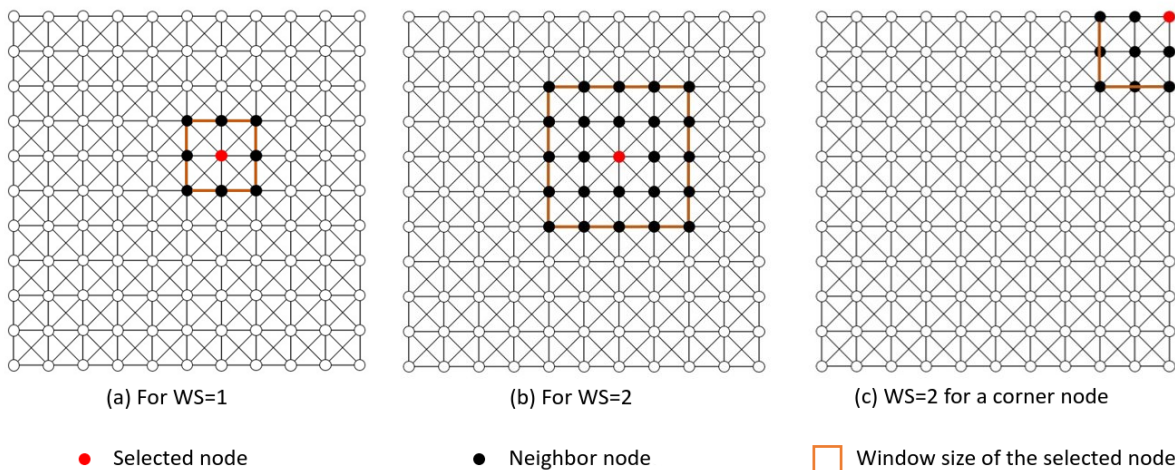 (a) For WS=1
(b) For WS=2
(c) WS=2 for a corner node
Selected node
Neighbor node
Window size of the selected node